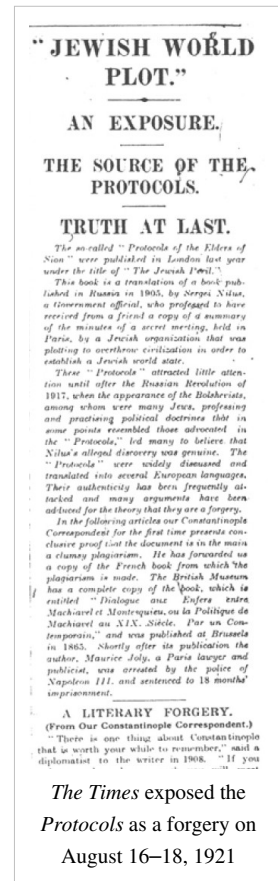 “ JEWISH WORLD
PLOT.”
AN EXPOSURE.
THE SOURCE OF THE
PROTOCOLS.
TRUTH AT LAST.
The so-called “ Protocols of the Elders of
Sion ” were published in London last year
under the title of “ The Jewish Peril.”
This book is a translation of a book pub-
lished in Russia in 1905, by Sergei Nilus,
a Government official, who professed to have
received from a friend a copy of a summary
of the minutes of a secret meeting, held in
Paris, by a Jewish organization that was
plotting to overthrow civilization in order to
establish a Jewish world state.
These “ Protocols ” attracted little atten-
tion until after the Russian Revolution of
1917, when the appearance of the Bolshevists,
among whom were many Jews, professing
and practising political doctrines that in
some points resembled those advocated in
the “ Protocols,” led many to believe that
Nilus's alleged discovery was genuine. The
“ Protocols ” were widely discussed and
translated into several European languages.
Their authenticity has been frequently at-
tacked and many arguments have been
adduced for the theory that they are a forgery.
In the following articles our Constantinople
Correspondent for the first time presents con-
clusive proof that the document is in the main
a clumsy plagiarism. He has forwarded us
a copy of the French book from which the
plagiarism is made. The British Museum
has a complete copy of the book, which is
entitled “ Dialogue aux Enfers entre
Machiavel et Montesquieu, ou la Politique de
Machiavel au XIX. Siècle. Par un Con-
temporain,” and was published at Brussels
in 1865. Shortly after its publication the
author, Maurice Joly, a Paris lawyer and
publicist, was arrested by the police of
Napoleon III. and sentenced to 18 months'
imprisonment.
A LITERARY FORGERY.
(From Our Constantinople Correspondent.)
“ There is one thing about Constantinople
that is worth your while to remember,” said a
diplomatist to the writer in 1908. “ If you
The Times exposed the
Protocols as a forgery on
August 16–18, 1921